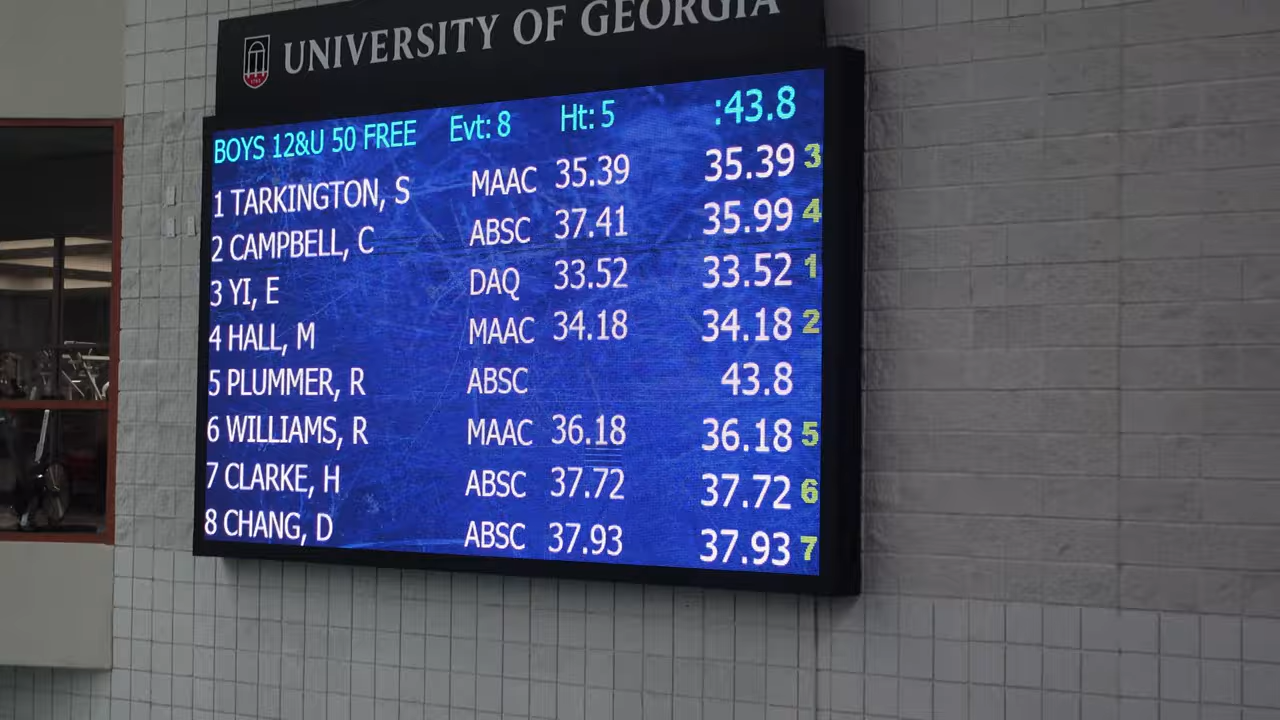 UNIVERSITY OF GEORGIA
BOYS 12&U 50 FREE Evt: 8 Ht: 5 :43.8
1 TARKINGTON, S MAAC 35.39 35.39 3
2 CAMPBELL, C ABSC 37.41 35.99 4
3 YI, E DAQ 33.52 33.52 1
4 HALL, M MAAC 34.18 34.18 2
5 PLUMMER, R ABSC 43.8
6 WILLIAMS, R MAAC 36.18 36.18 5
7 CLARKE, H ABSC 37.72 37.72 6
8 CHANG, D ABSC 37.93 37.93 7